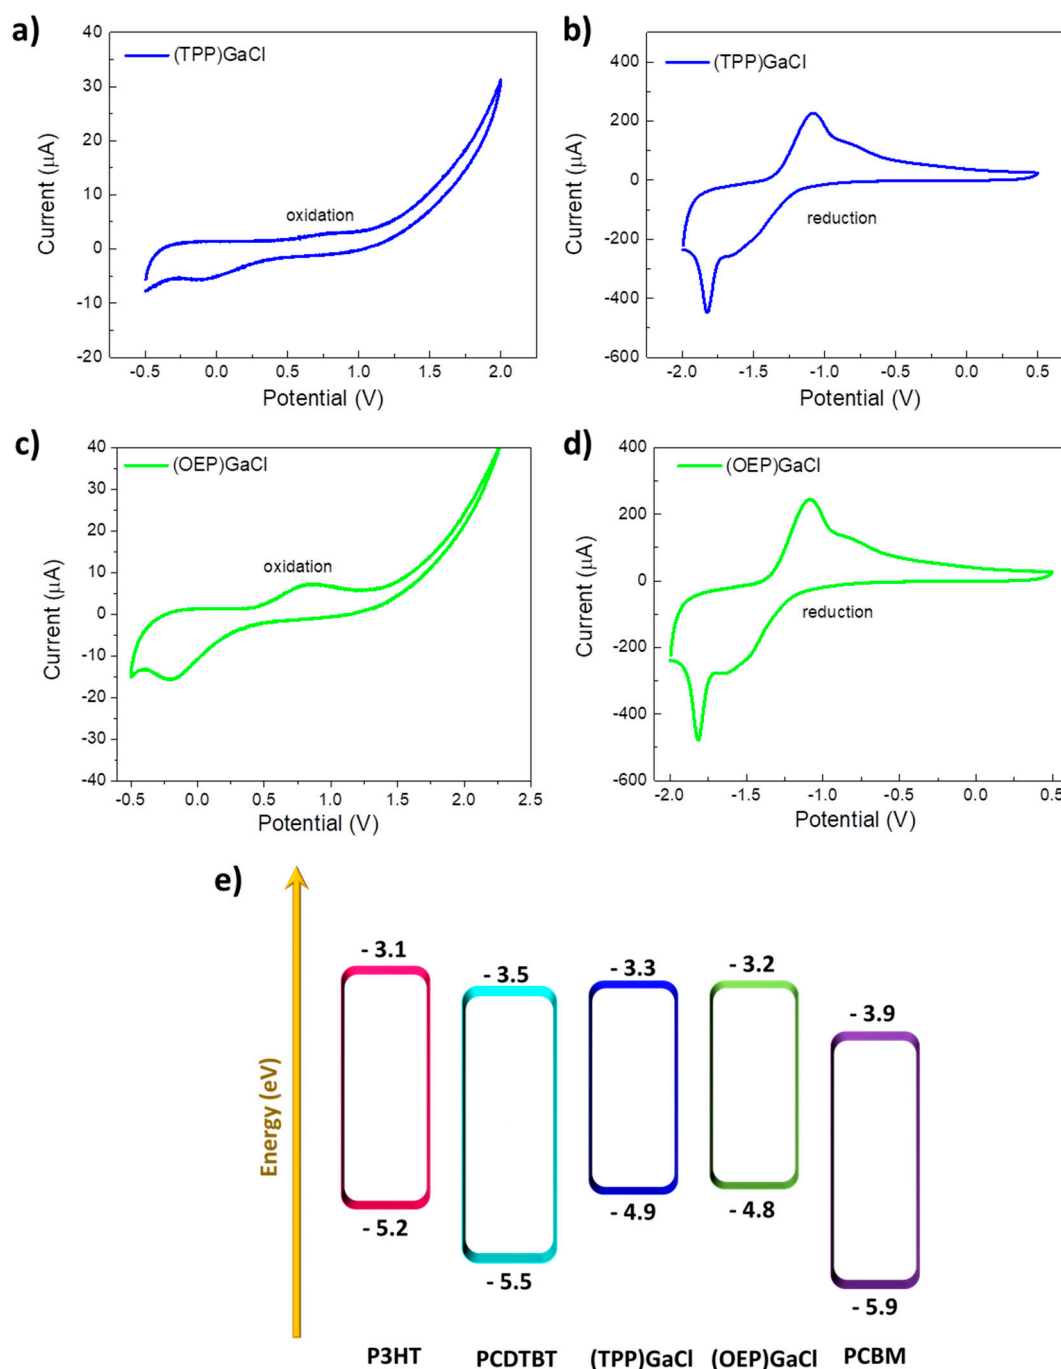 a)
(TPP)GaCl
40
30
20
10
0
-10
-20
Current (μA)
oxidation
-0.5 0.0 0.5 1.0 1.5 2.0
Potential (V)
b)
(TPP)GaCl
400
200
0
-200
-400
-600
Current (μA)
reduction
-2.0 -1.5 -1.0 -0.5 0.0 0.5
Potential (V)
c)
(OEP)GaCl
40
30
20
10
0
-10
-20
-30
-40
Current (μA)
oxidation
-0.5 0.0 0.5 1.0 1.5 2.0 2.5
Potential (V)
d)
(OEP)GaCl
400
200
0
-200
-400
-600
Current (μA)
reduction
-2.0 -1.5 -1.0 -0.5 0.0 0.5
Potential (V)
e)
Energy (eV)
- 3.1 - 3.5 - 3.3 - 3.2 - 3.9
- 5.2 - 5.5 - 4.9 - 4.8 - 5.9
P3HT PCDTBT (TPP)GaCl (OEP)GaCl PCBM